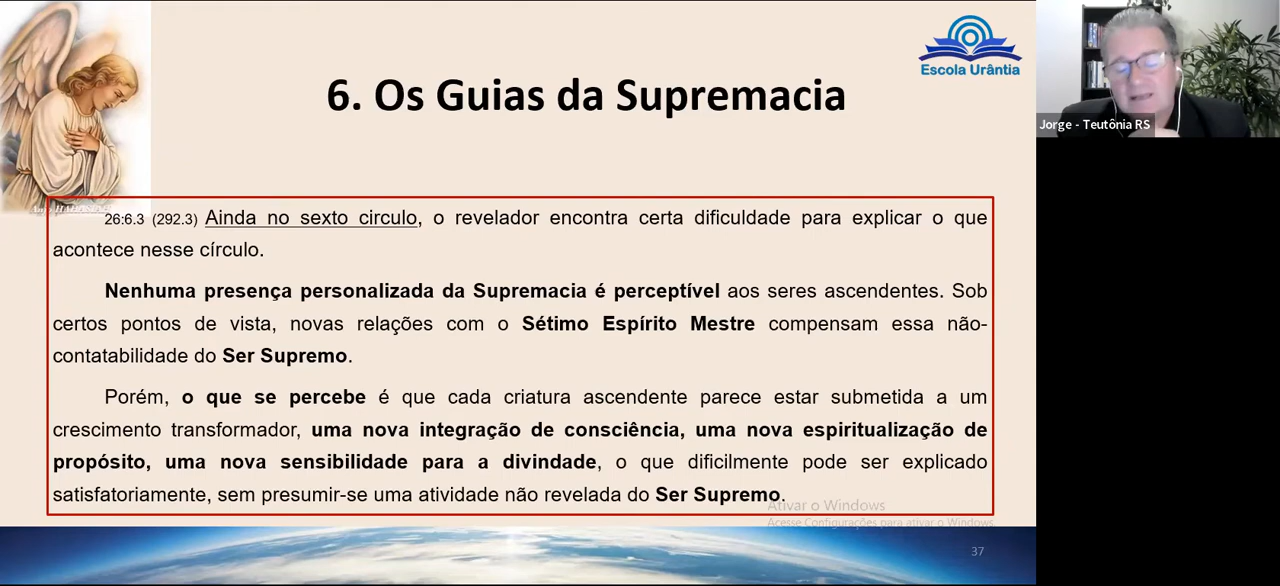 Escola Urântia
6. Os Guias da Supremacia
Jorge - Teutônia RS
26:6.3 (292.3) Ainda no sexto circulo, o revelador encontra certa dificuldade para explicar o que
acontece nesse círculo.
Nenhuma presença personalizada da Supremacia é perceptível aos seres ascendentes. Sob
certos pontos de vista, novas relações com o Sétimo Espírito Mestre compensam essa não-
contatabilidade do Ser Supremo.
Porém, o que se percebe é que cada criatura ascendente parece estar submetida a um
crescimento transformador, uma nova integração de consciência, uma nova espiritualização de
propósito, uma nova sensibilidade para a divindade, o que dificilmente pode ser explicado
satisfatoriamente, sem presumir-se uma atividade não revelada do Ser Supremo.
Ativar o Windows
Acesse Configurações para ativar o Windows.
37